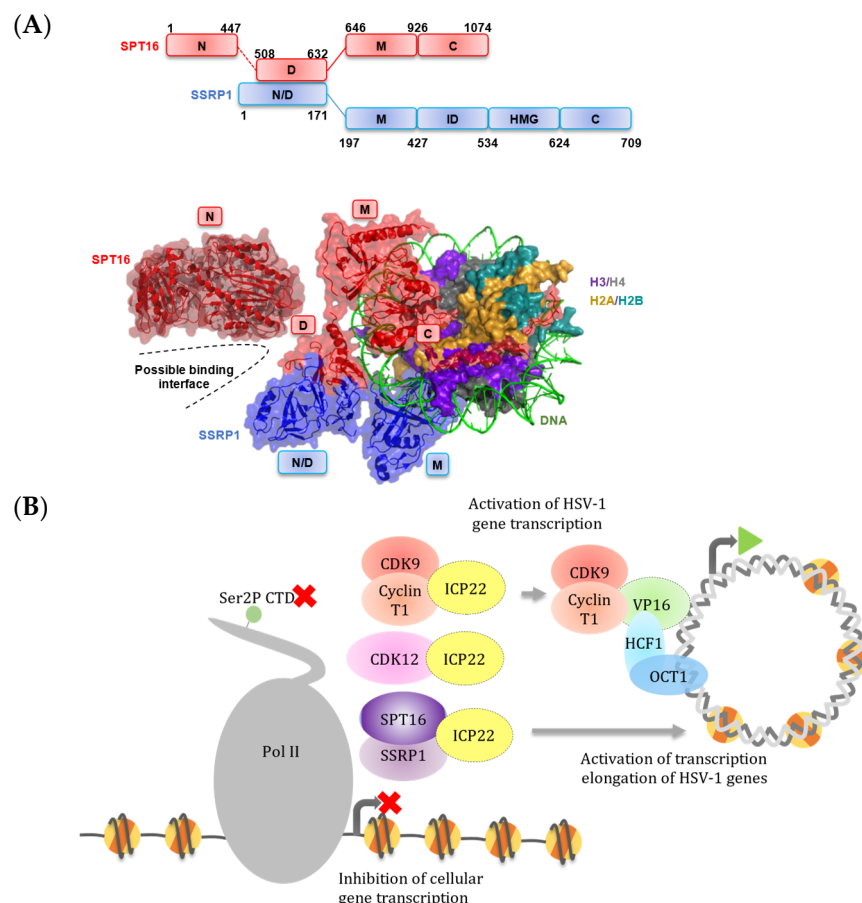 (A)
1 447 646 926 1074
SPT16 N 508 632 M C
D
SSRP1 N/D
1 171 M ID HMG C
197 427 534 624 709
N M
SPT16
H3/H4
H2A/H2B
D C
Possible binding
interface
DNA
SSRP1
N/D M
(B)
Activation of HSV-1
gene transcription
Ser2P CTD
CDK9
Cyclin
T1
ICP22
CDK9
Cyclin
T1
VP16
HCF1
OCT1
CDK12
ICP22
SPT16
SSRP1
ICP22
Pol II
Activation of transcription
elongation of HSV-1 genes
Inhibition of cellular
gene transcription